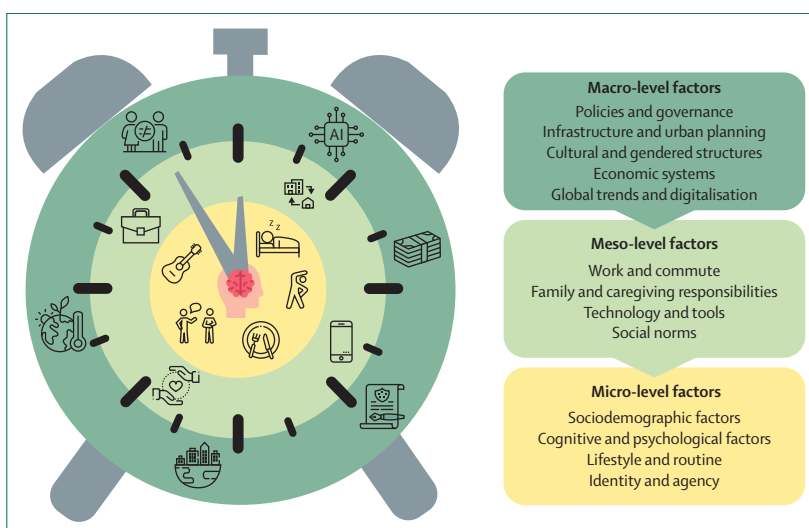 AI
z z
Macro-level factors
Policies and governance
Infrastructure and urban planning
Cultural and gendered structures
Economic systems
Global trends and digitalisation
Meso-level factors
Work and commute
Family and caregiving responsibilities
Technology and tools
Social norms
Micro-level factors
Sociodemographic factors
Cognitive and psychological factors
Lifestyle and routine
Identity and agency